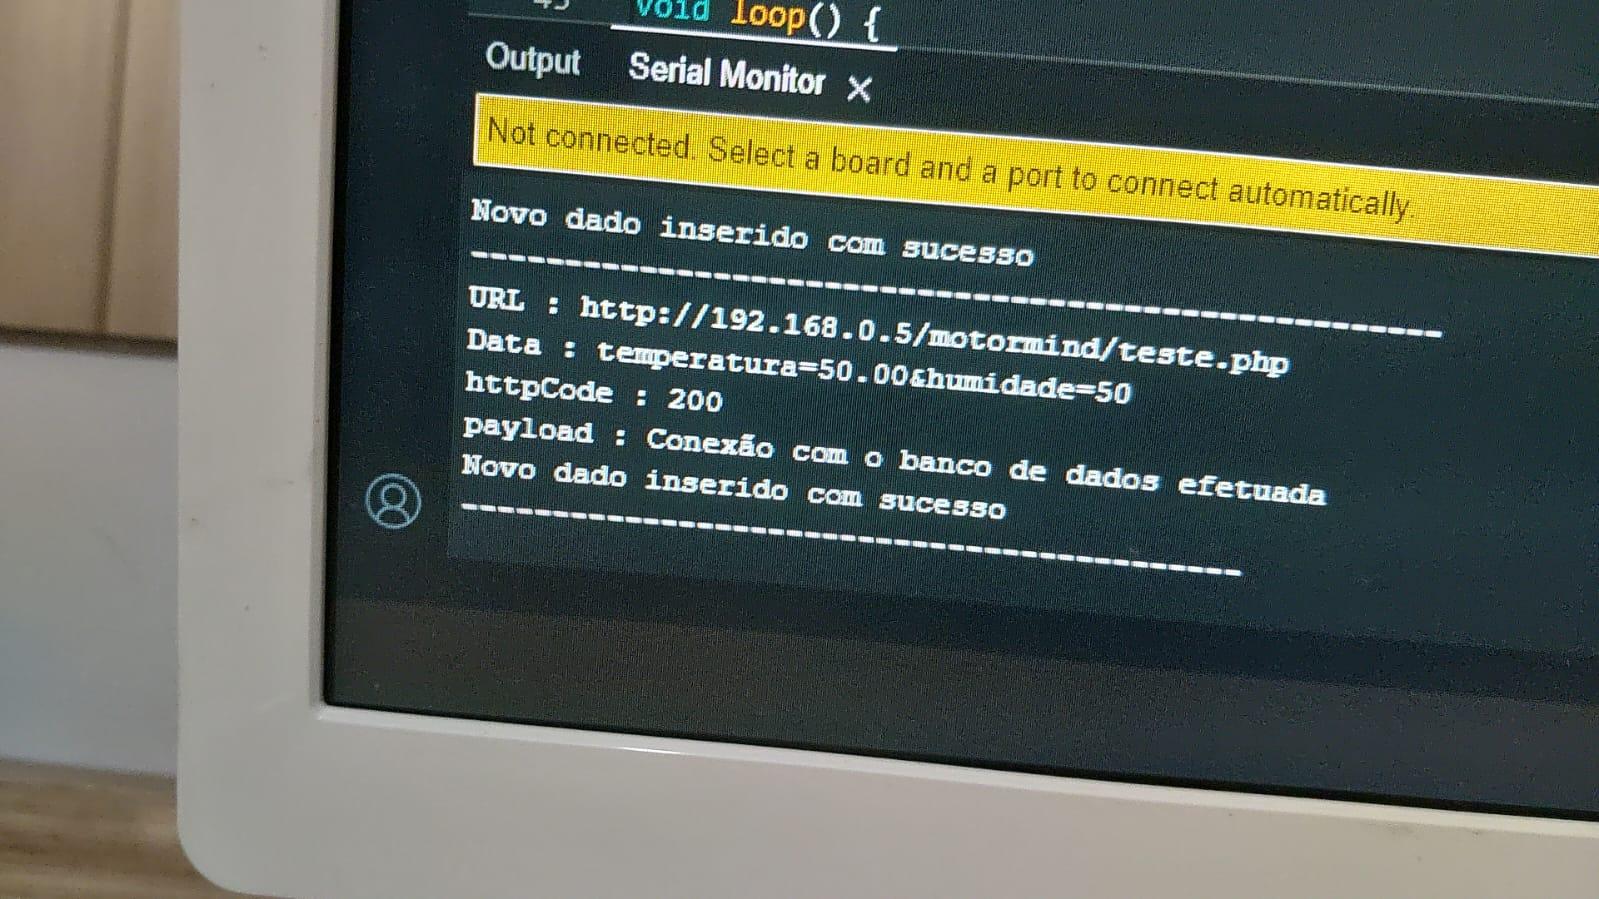 void loop() {
Output Serial Monitor X
Not connected. Select a board and a port to connect automatically.
Novo dado inserido com sucesso
--------------------------------------------------
URL : http://192.168.0.5/motormind/teste.php
Data : temperatura=50.00&humidade=50
httpCode : 200
payload : Conexão com o banco de dados efetuada
Novo dado inserido com sucesso
--------------------------------------------------